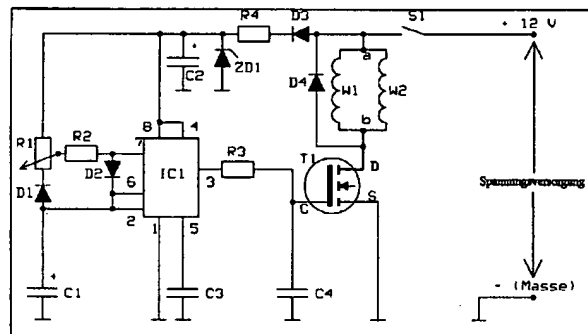 R4 D3 S1 + 12 V
+ C2 ZD1 D4 a W1 W2
b
R1 R2 8 4 7 IC1 R3 T1 D
D1 D2 6 3 S
2 C
1 5
+ C1 C3 C4
- (Masse)